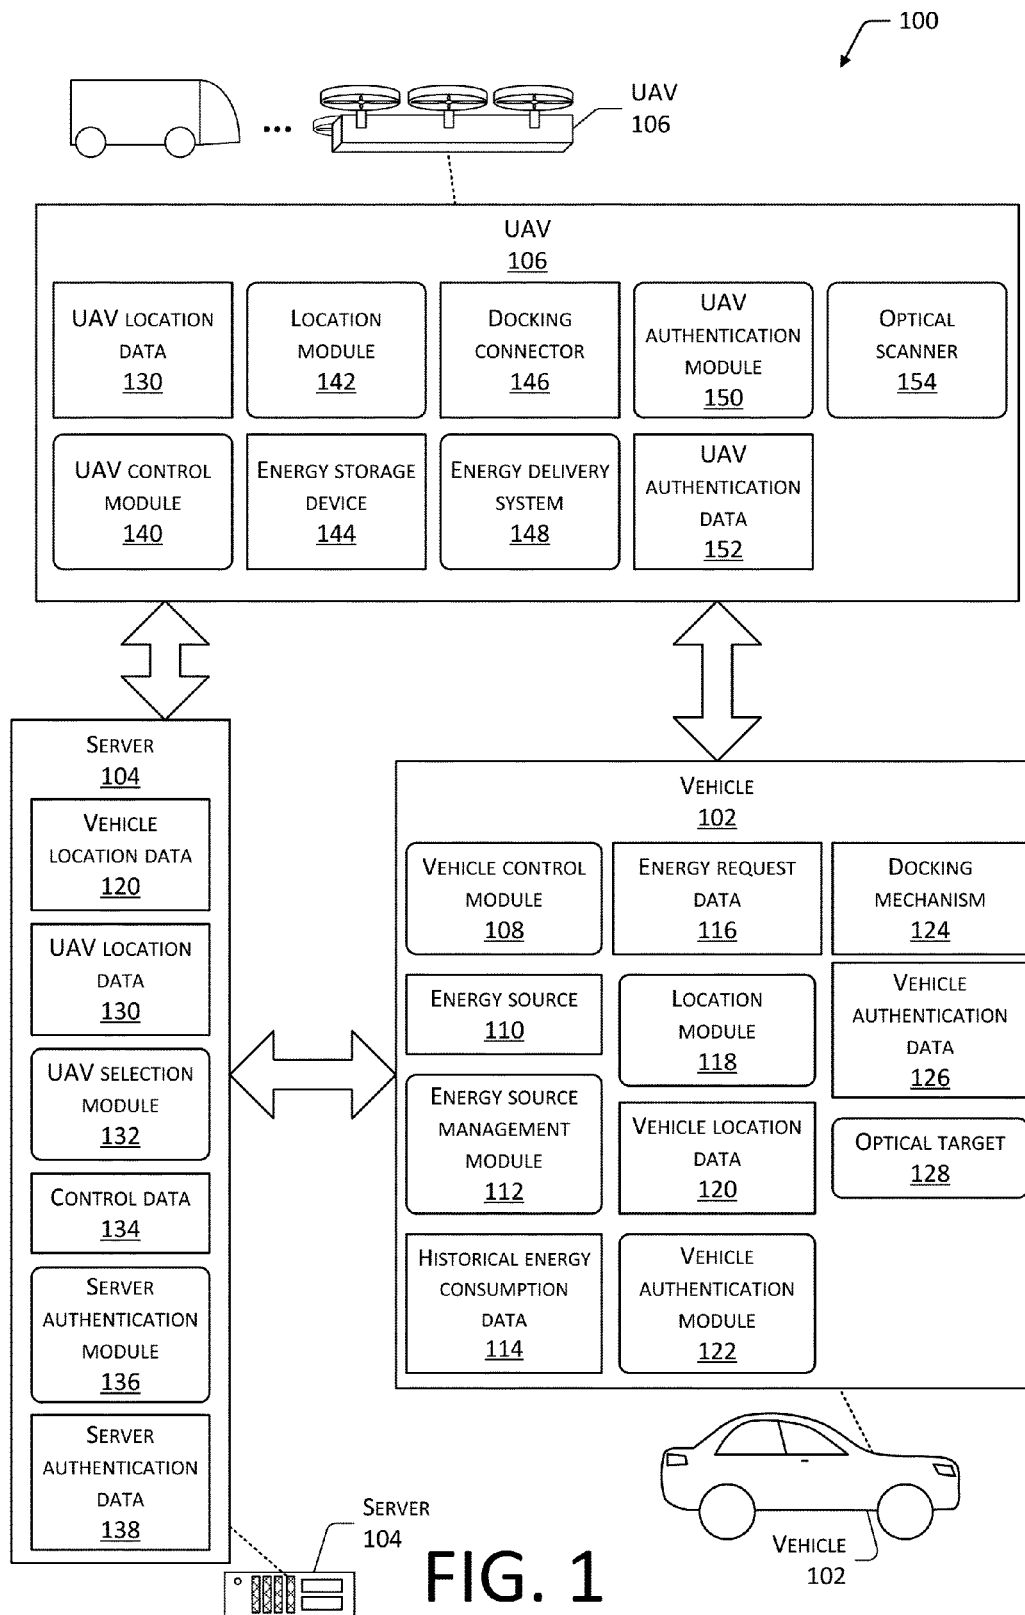 100
UAV
106
UAV
106
UAV LOCATION
DATA
130
LOCATION
MODULE
142
DOCKING
CONNECTOR
146
UAV
AUTHENTICATION
MODULE
150
OPTICAL
SCANNER
154
UAV CONTROL
MODULE
140
ENERGY STORAGE
DEVICE
144
ENERGY DELIVERY
SYSTEM
148
UAV
AUTHENTICATION
DATA
152
SERVER
104
VEHICLE
LOCATION DATA
120
UAV LOCATION
DATA
130
UAV SELECTION
MODULE
132
CONTROL DATA
134
SERVER
AUTHENTICATION
MODULE
136
SERVER
AUTHENTICATION
DATA
138
VEHICLE
102
VEHICLE CONTROL
MODULE
108
ENERGY REQUEST
DATA
116
DOCKING
MECHANISM
124
ENERGY SOURCE
110
LOCATION
MODULE
118
VEHICLE
AUTHENTICATION
DATA
126
ENERGY SOURCE
MANAGEMENT
MODULE
112
VEHICLE LOCATION
DATA
120
OPTICAL TARGET
128
HISTORICAL ENERGY
CONSUMPTION
DATA
114
VEHICLE
AUTHENTICATION
MODULE
122
SERVER
104
VEHICLE
102
FIG. 1